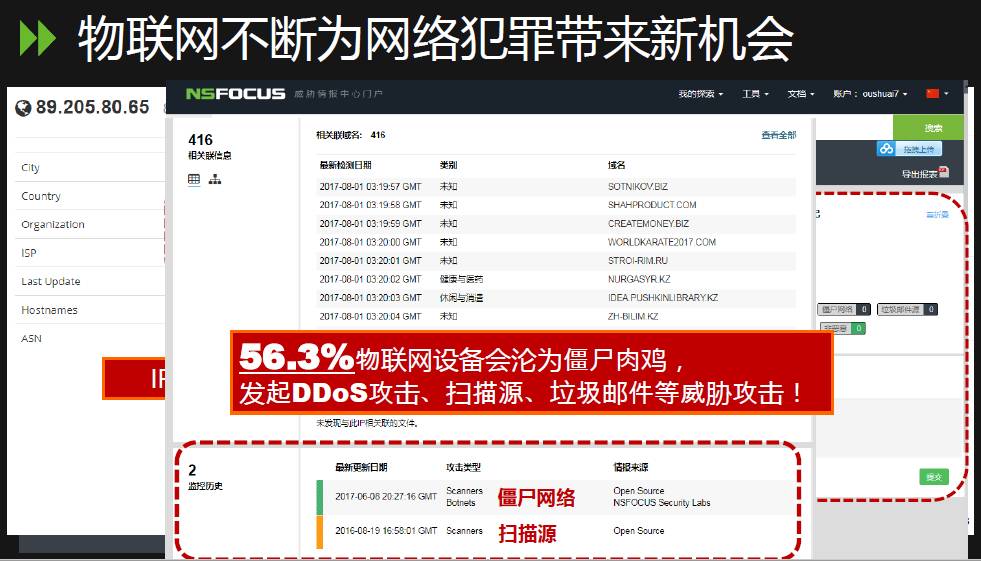 物联网不断为网络犯罪带来新机会
89.205.80.65
City
Country
Organization
ISP
Last Update
Hostnames
ASN
IP
NSFOCUS 威胁情报中心门户
我的探索 工具 文档 账户： oushuai7
搜索
拖拽上传
导出报表
416
相关联信息
相关联域名： 416 查看全部
最新检测日期 类别 域名
2017-08-01 03:19:57 GMT 未知 SOTNIKOV.BIZ
2017-08-01 03:19:58 GMT 未知 SHAHPRODUCT.COM
2017-08-01 03:19:59 GMT 未知 CREATEMONEY.BIZ
2017-08-01 03:20:00 GMT 未知 WORLDKARATE2017.COM
2017-08-01 03:20:01 GMT 未知 STROI-RIM.RU
2017-08-01 03:20:02 GMT 健康与医药 NURGASYR.KZ
2017-08-01 03:20:03 GMT 休闲与消遣 IDEA.PUSHKINLIBRARY.KZ
2017-08-01 03:20:04 GMT 未知 ZH-BILIM.KZ
僵尸网络 0 垃圾邮件源 0
0
56.3%物联网设备会沦为僵尸肉鸡，
发起DDoS攻击、扫描源、垃圾邮件等威胁攻击！
未发现与此IP相关联的文件。
2
监控历史
最新更新日期 攻击类型 情报来源
2017-06-08 20:27:16 GMT Scanners Botnets 僵尸网络 Open Source NSFOCUS Security Labs
2016-08-19 16:58:01 GMT Scanners 扫描源 Open Source
提交